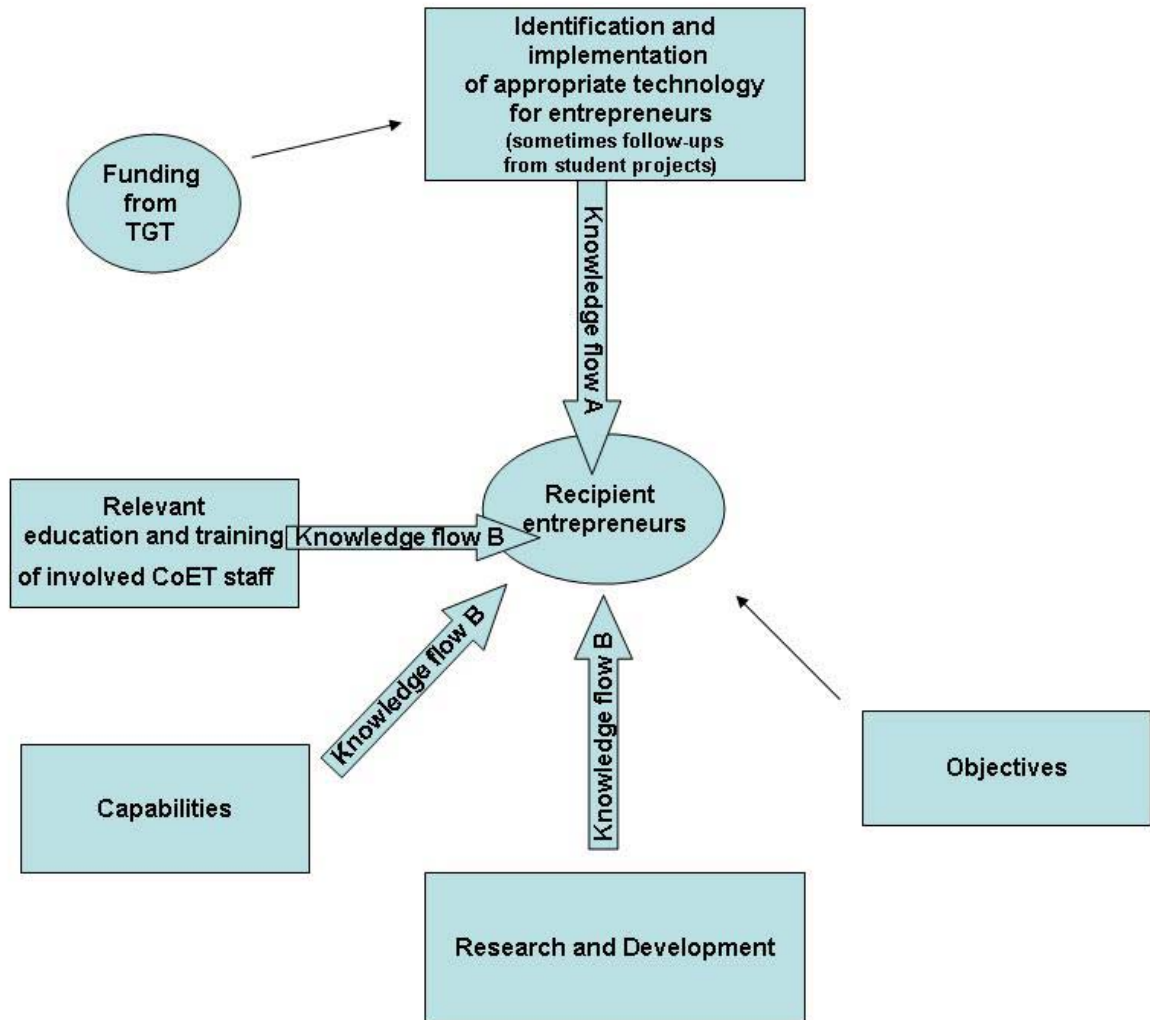 Identification and
implementation
of appropriate technology
for entrepreneurs
(sometimes follow-ups
from student projects)
Funding
from
TGT
Knowledge flow A
Recipient
entrepreneurs
Relevant
education and training
of involved CoET staff
Knowledge flow B
Knowledge flow B
Knowledge flow B
Objectives
Capabilities
Research and Development